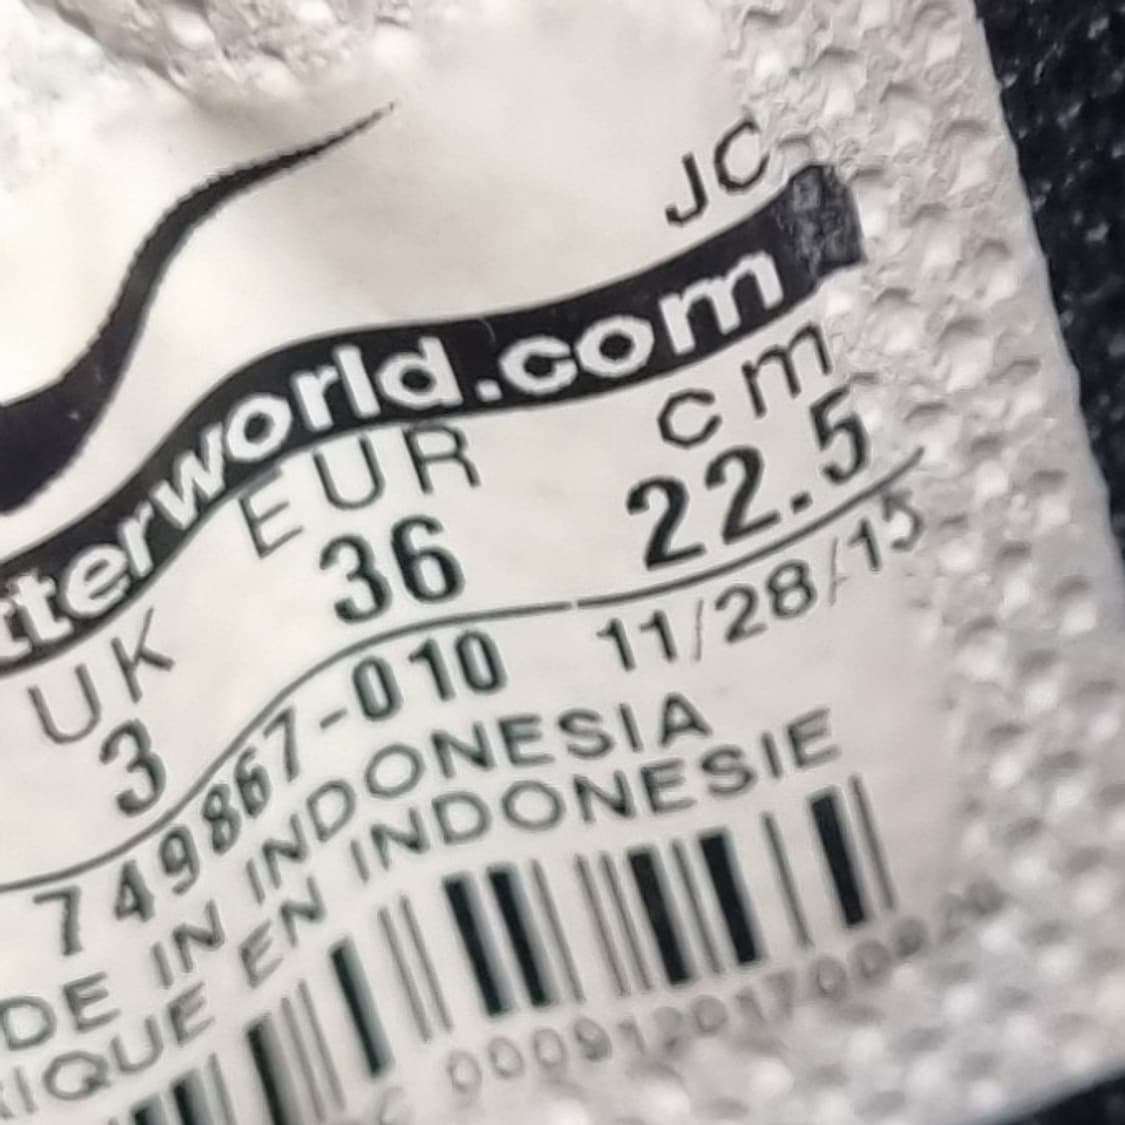 JC
tterworld.com
UK EUR cm
3 36 22.5
749867-010 11/28/15
DE IN INDONESIA
IQUE EN INDONESIE